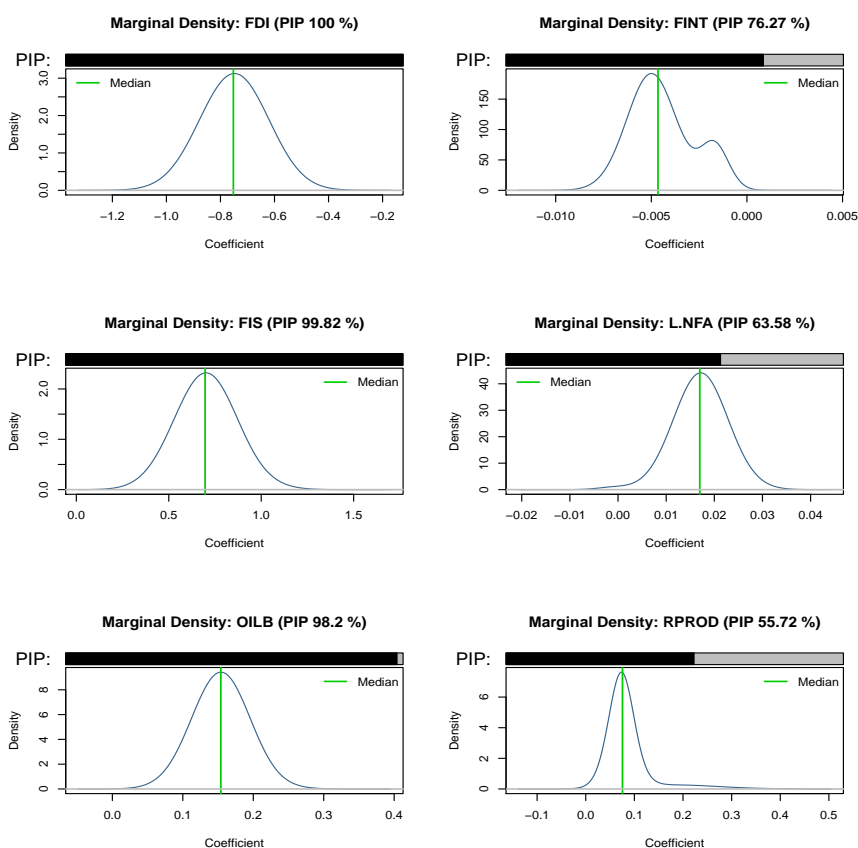 Marginal Density: FDI (PIP 100 %)
PIP:
Median
Density
0.0 1.0 2.0 3.0
−1.2 −1.0 −0.8 −0.6 −0.4 −0.2
Coefficient
Marginal Density: FINT (PIP 76.27 %)
PIP:
Median
Density
0 50 100 150
−0.010 −0.005 0.000 0.005
Coefficient
Marginal Density: FIS (PIP 99.82 %)
PIP:
Median
Density
0.0 1.0 2.0
0.0 0.5 1.0 1.5
Coefficient
Marginal Density: L.NFA (PIP 63.58 %)
PIP:
Median
Density
0 10 20 30 40
−0.02 −0.01 0.00 0.01 0.02 0.03 0.04
Coefficient
Marginal Density: OILB (PIP 98.2 %)
PIP:
Median
Density
0 2 4 6 8
0.0 0.1 0.2 0.3 0.4
Coefficient
Marginal Density: RPROD (PIP 55.72 %)
PIP:
Median
Density
0 2 4 6
−0.1 0.0 0.1 0.2 0.3 0.4 0.5
Coefficient